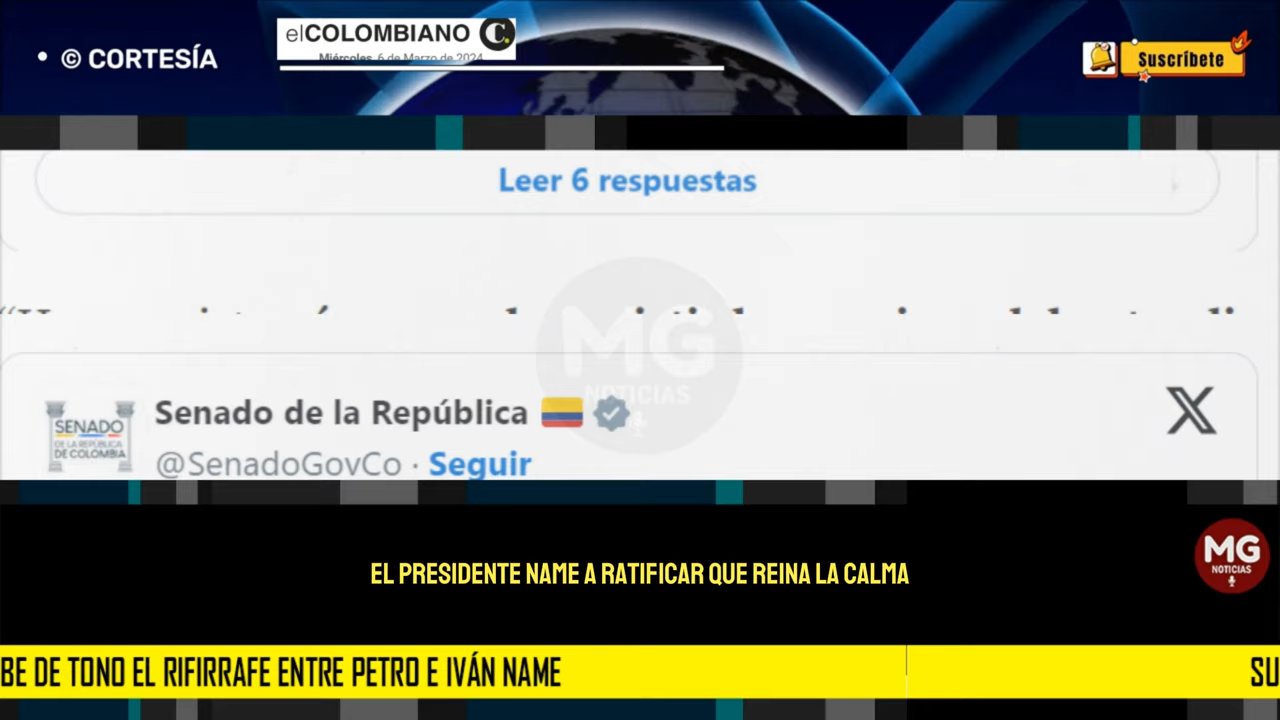 • © CORTESÍA
elCOLOMBIANO C.
Miércoles, 6 de Marzo de 2024
Suscríbete
Leer 6 respuestas
MG
NOTICIAS
Senado de la República
SENADO
DE LA REPÚBLICA
DE COLOMBIA
@SenadoGovCo · Seguir
EL PRESIDENTE NAME A RATIFICAR QUE REINA LA CALMA
MG
NOTICIAS
BE DE TONO EL RIFIRRAFE ENTRE PETRO E IVÁN NAME
SU